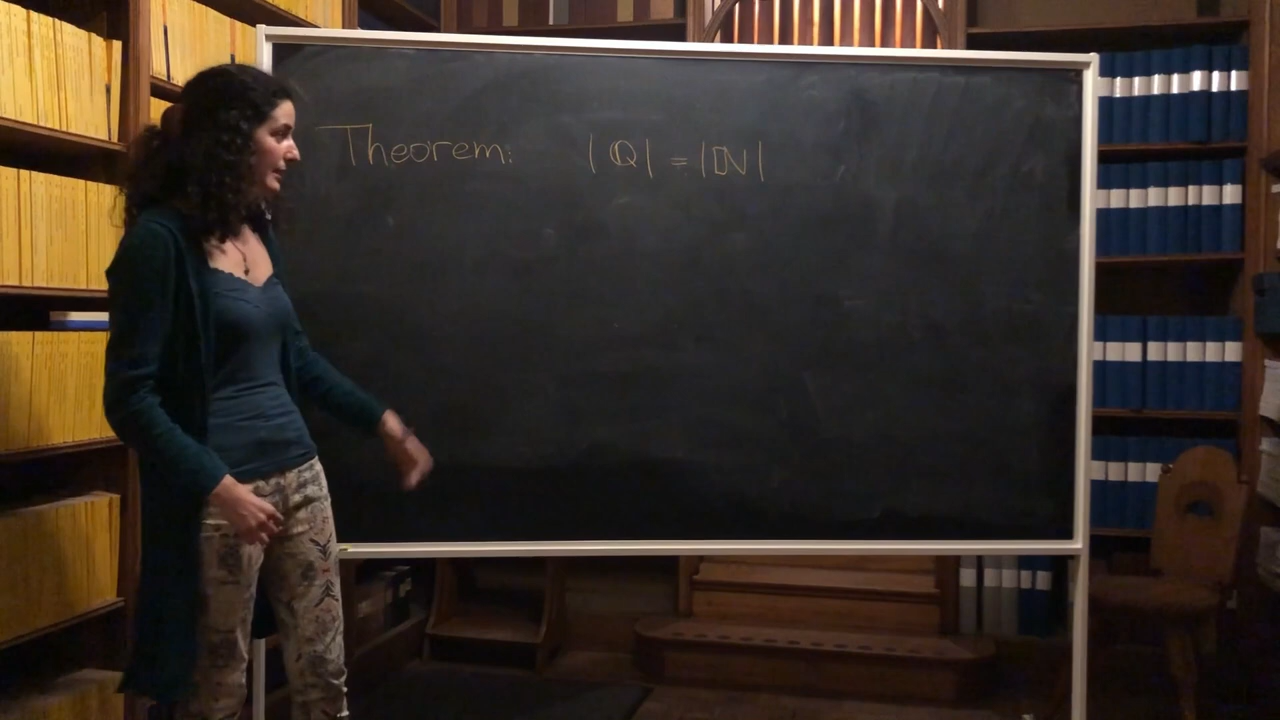 Theorem: |ℚ| = |ℕ|